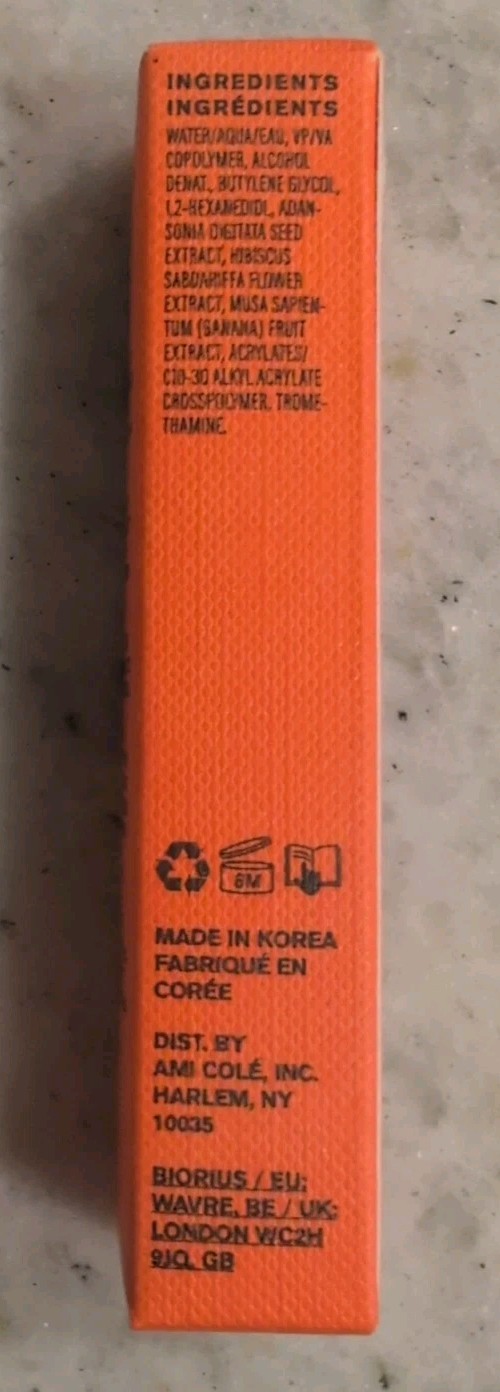 INGREDIENTS
INGRÉDIENTS
WATER/AQUA/EAU, VP/VA
COPOLYMER, ALCOHOL
DENAT., BUTYLENE GLYCOL,
1,2-HEXANEDIOL, ADAN-
SONIA DIGITATA SEED
EXTRACT, HIBISCUS
SABDARIFFA FLOWER
EXTRACT, MUSA SAPIEN-
TUM (BANANA) FRUIT
EXTRACT, ACRYLATES/
C10-30 ALKYL ACRYLATE
CROSSPOLYMER, TROME-
THAMINE.
6M
MADE IN KOREA
FABRIQUÉ EN
CORÉE
DIST. BY
AMI COLÉ, INC.
HARLEM, NY
10035
BIORIUS / EU:
WAVRE, BE / UK:
LONDON WC2H
9JQ, GB